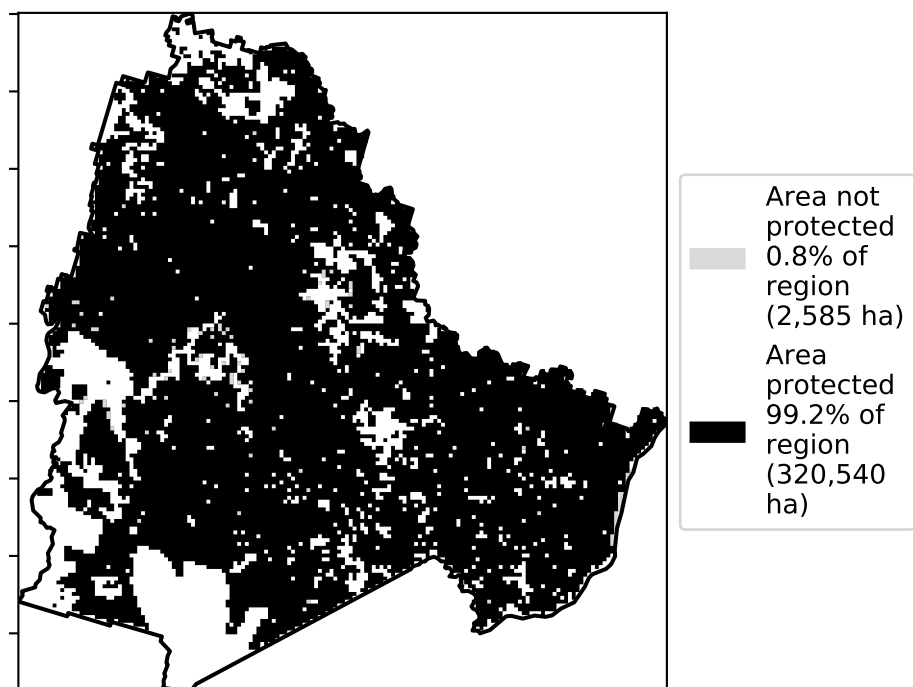 Area not
protected
0.8% of
region
(2,585 ha)
Area
protected
99.2% of
region
(320,540
ha)